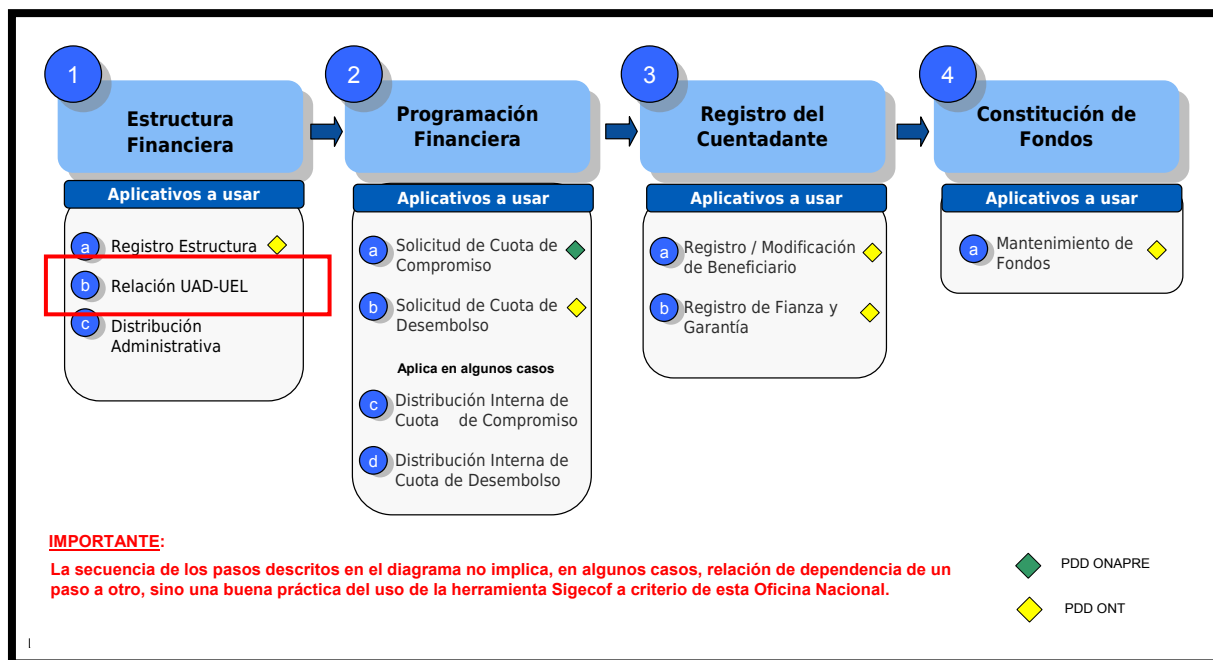 1
Estructura
Financiera
Aplicativos a usar
a Registro Estructura
b Relación UAD-UEL
c Distribución
Administrativa
2
Programación
Financiera
Aplicativos a usar
a Solicitud de Cuota de
Compromiso
b Solicitud de Cuota de
Desembolso
Aplica en algunos casos
c Distribución Interna de
Cuota de Compromiso
d Distribución Interna de
Cuota de Desembolso
3
Registro del
Cuentadante
Aplicativos a usar
a Registro / Modificación
de Beneficiario
b Registro de Fianza y
Garantía
4
Constitución de
Fondos
Aplicativos a usar
a Mantenimiento de
Fondos
IMPORTANTE:
La secuencia de los pasos descritos en el diagrama no implica, en algunos casos, relación de dependencia de un
paso a otro, sino una buena práctica del uso de la herramienta Sigecof a criterio de esta Oficina Nacional.
PDD ONAPRE
PDD ONT